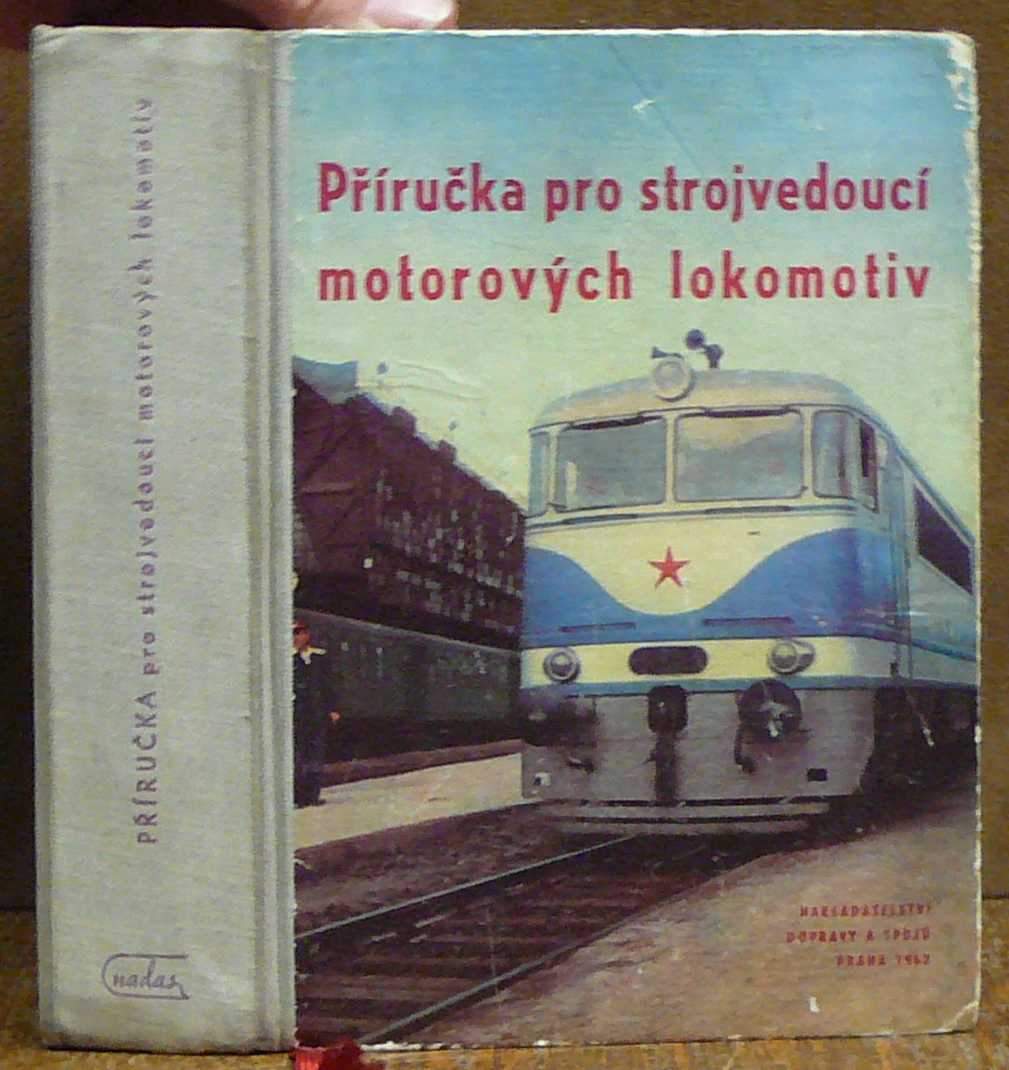 PŘÍRUČKA pro strojvedoucí motorových lokomotiv
nadas
Příručka pro strojvedoucí
motorových lokomotiv
NAKLADATELSTVÍ
DOPRAVY A SPOJŮ
PRAHA